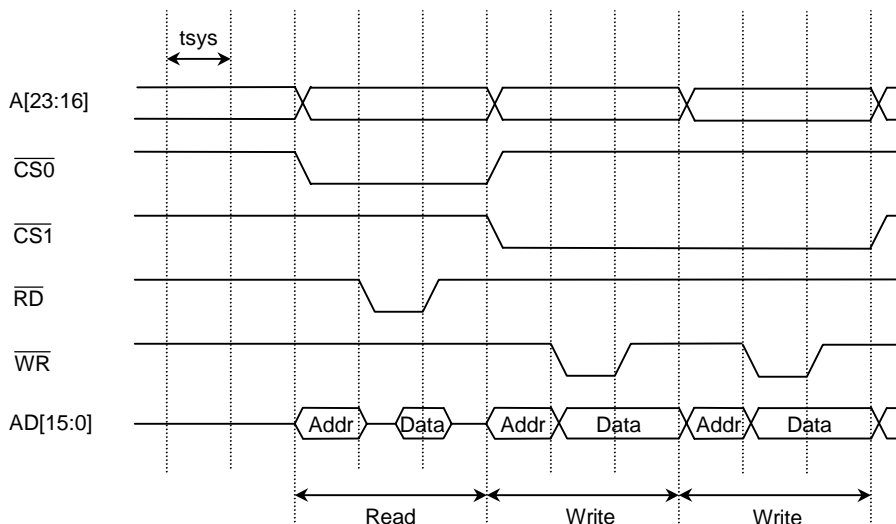 tsys
A[23:16]
CS0
CS1
RD
WR
AD[15:0] Addr Data Addr Data Addr Data
Read Write Write